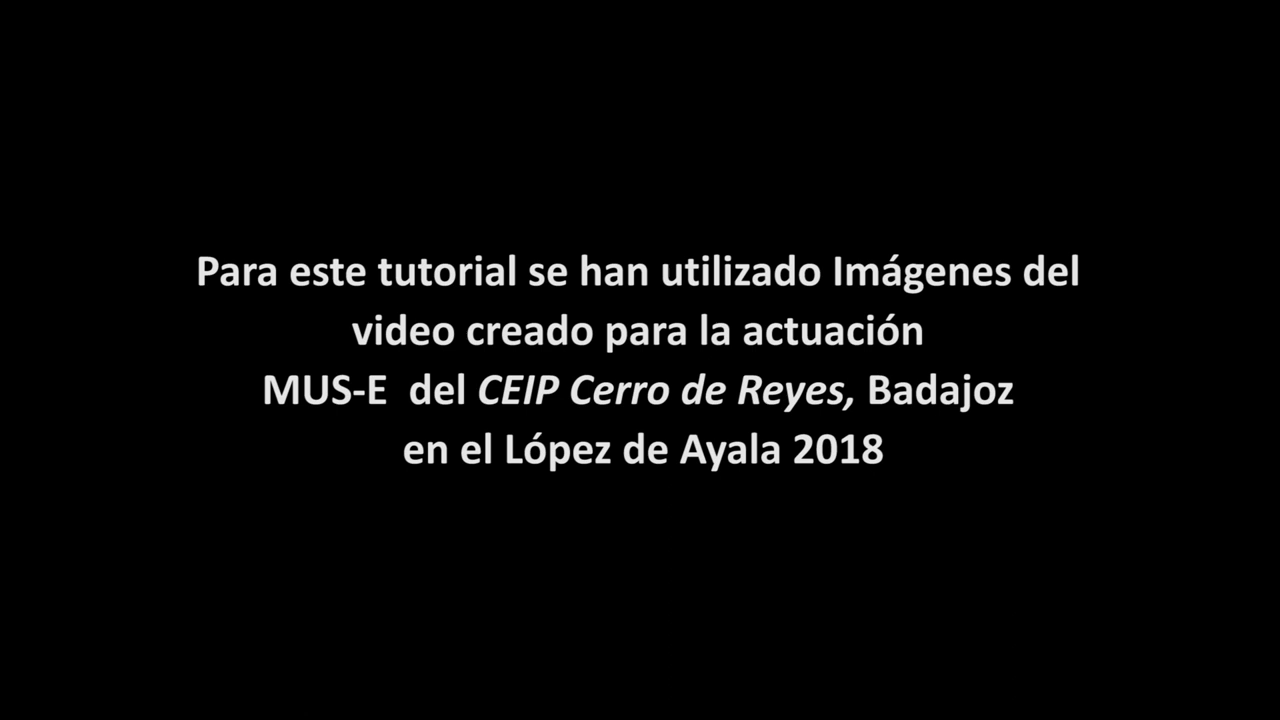 Para este tutorial se han utilizado Imágenes del
video creado para la actuación
MUS-E  del CEIP Cerro de Reyes, Badajoz
en el López de Ayala 2018